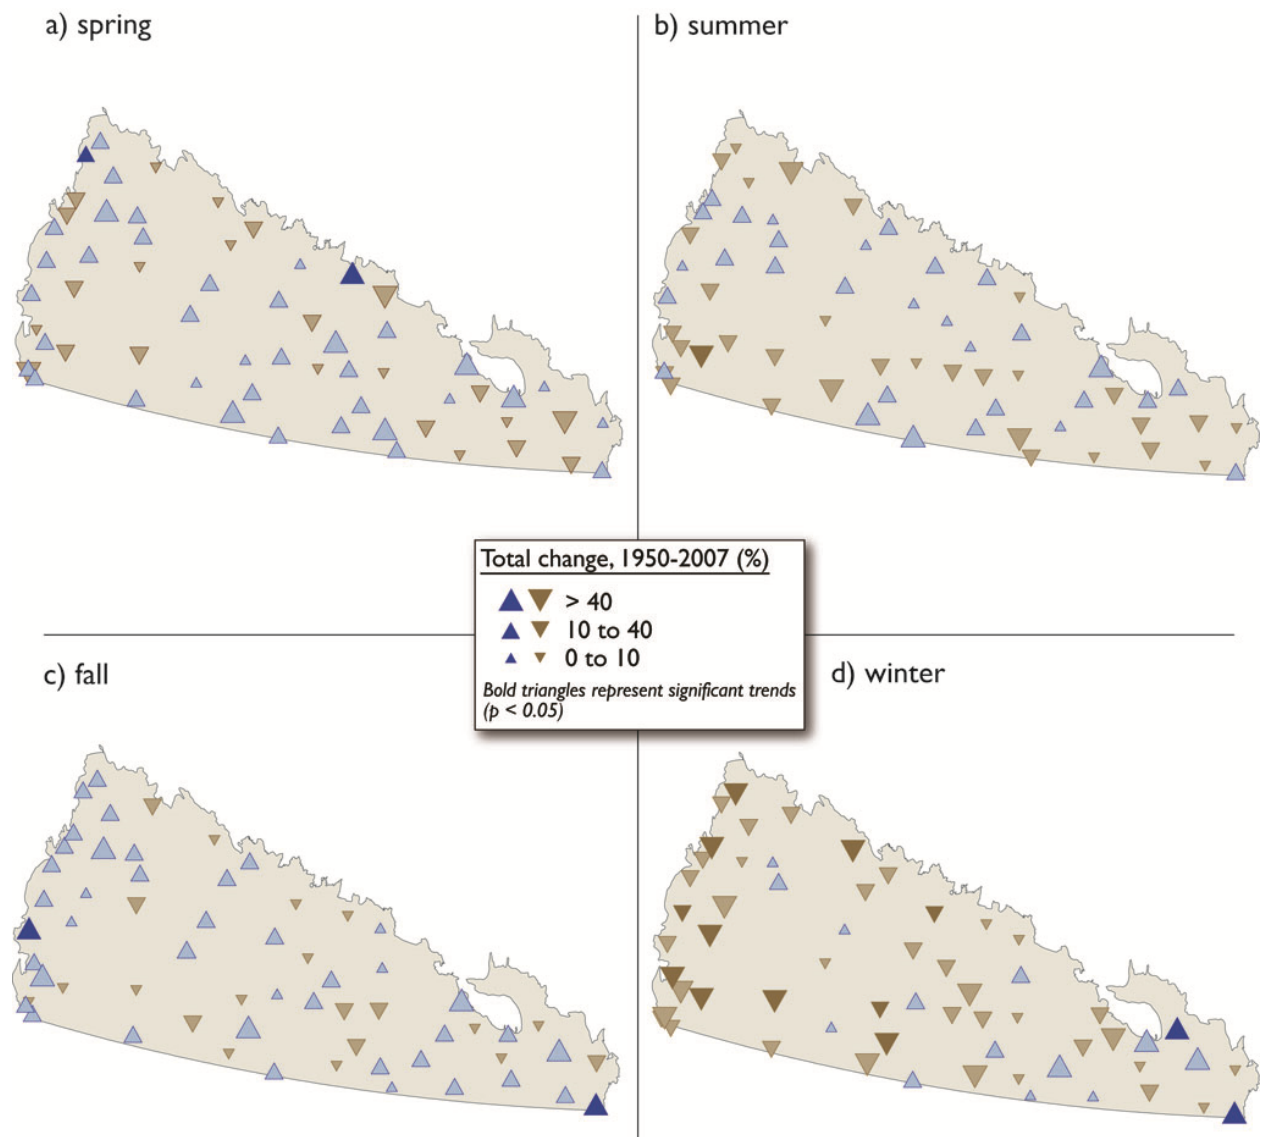 a) spring
b) summer
Total change, 1950-2007 (%)
> 40
10 to 40
0 to 10
Bold triangles represent significant trends
(p < 0.05)
c) fall
d) winter